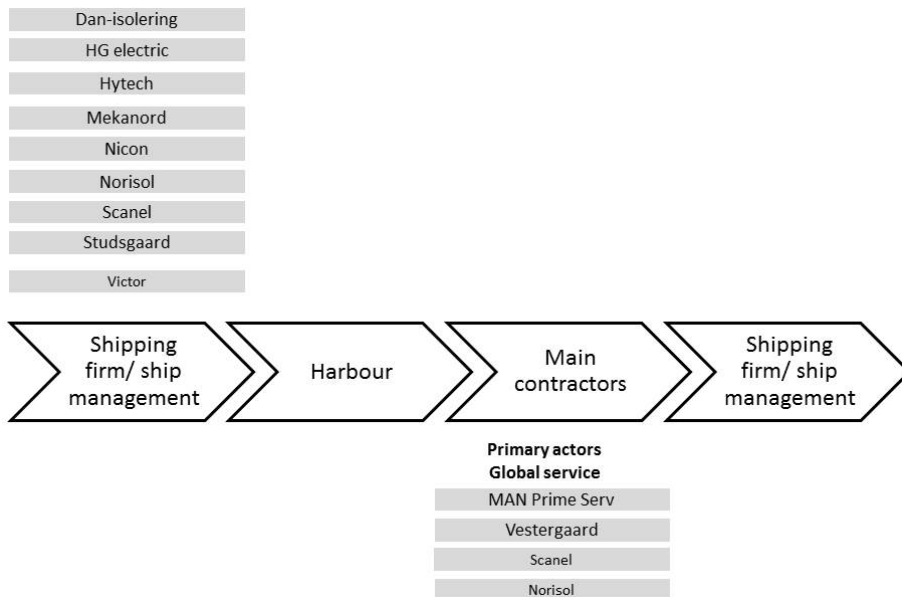 Dan-isolering
HG electric
Hytech
Mekanord
Nicon
Norisol
Scanel
Studsgaard
Victor
Shipping
firm/ ship
management
Harbour
Main
contractors
Shipping
firm/ ship
management
Primary actors
Global service
MAN Prime Serv
Vestergaard
Scanel
Norisol